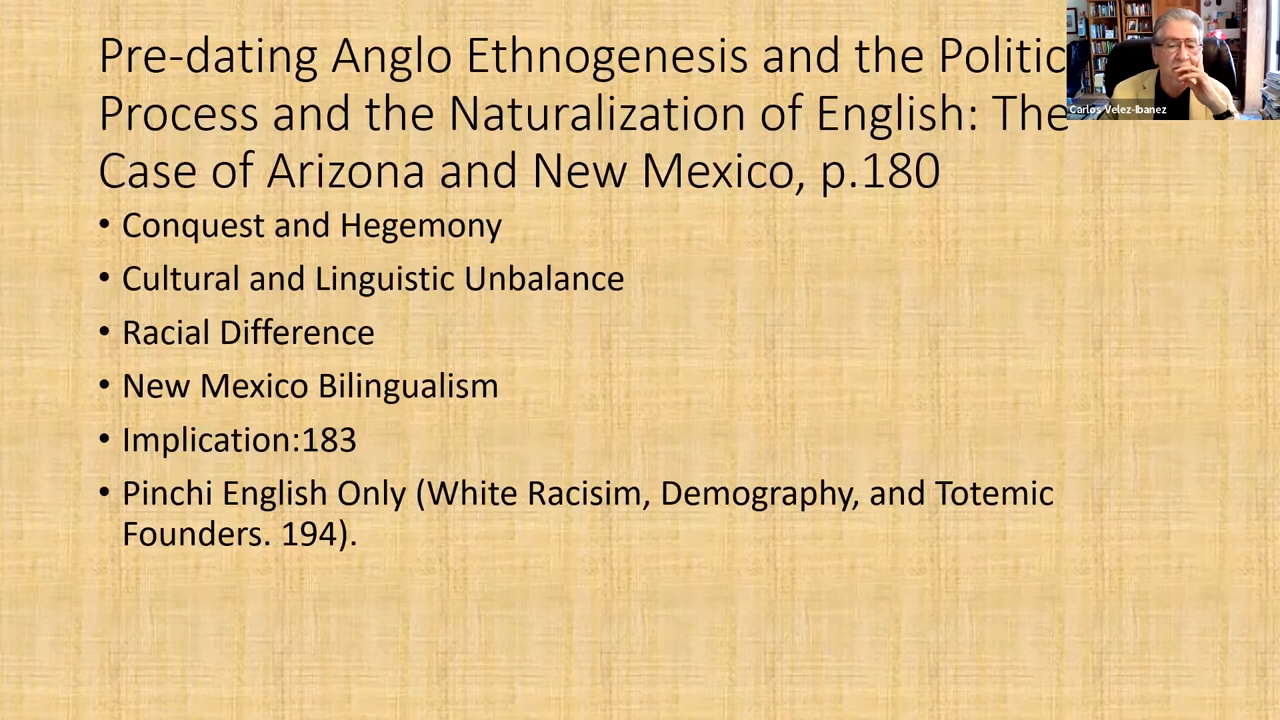 Pre-dating Anglo Ethnogenesis and the Politic
Process and the Naturalization of English: The
Case of Arizona and New Mexico, p.180
• Conquest and Hegemony
• Cultural and Linguistic Unbalance
• Racial Difference
• New Mexico Bilingualism
• Implication:183
• Pinchi English Only (White Racisim, Demography, and Totemic
Founders. 194).
Carlos Velez-Ibanez